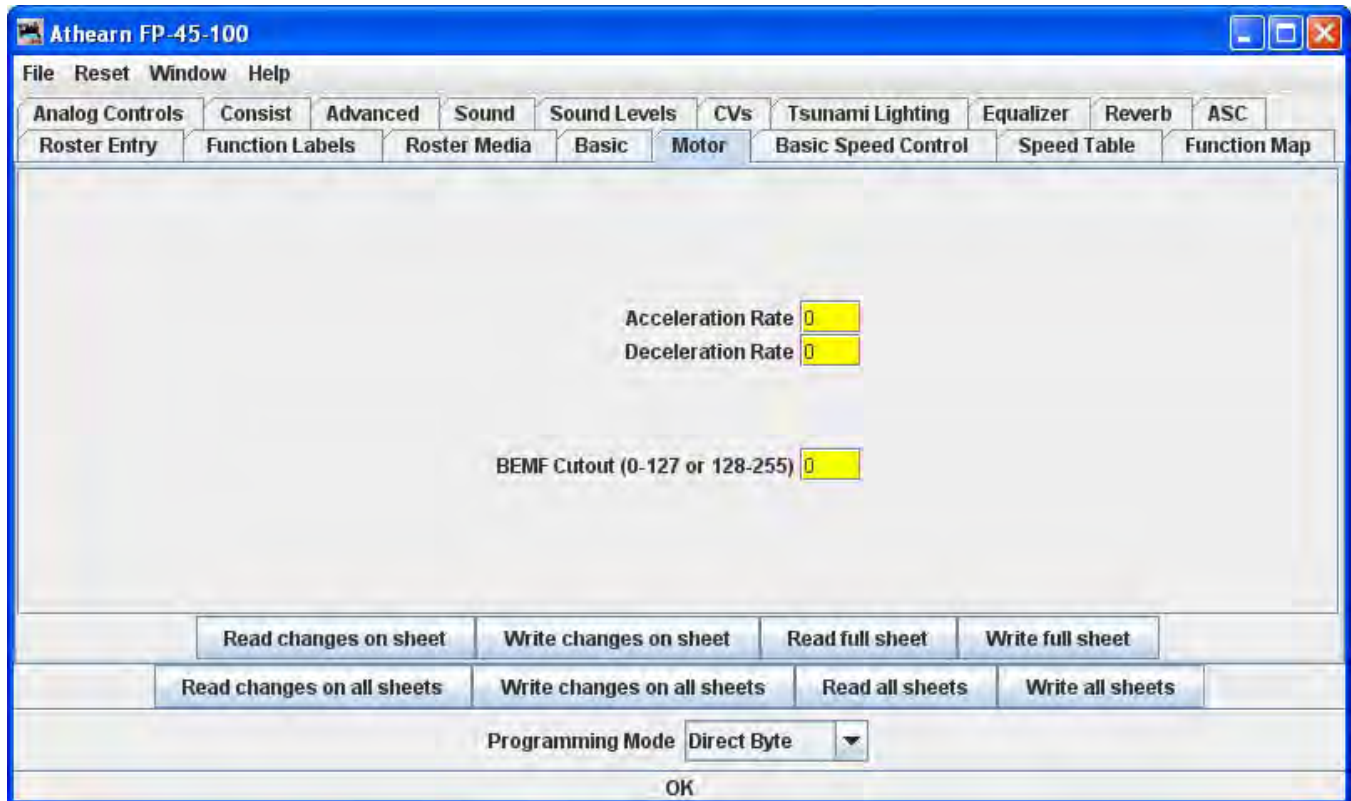 Athearn FP-45-100
File Reset Window Help
Analog Controls Consist Advanced Sound Sound Levels CVs Tsunami Lighting Equalizer Reverb ASC
Roster Entry Function Labels Roster Media Basic Motor Basic Speed Control Speed Table Function Map
Acceleration Rate 0
Deceleration Rate 0
BEMF Cutout (0-127 or 128-255) 0
Read changes on sheet Write changes on sheet Read full sheet Write full sheet
Read changes on all sheets Write changes on all sheets Read all sheets Write all sheets
Programming Mode Direct Byte
OK